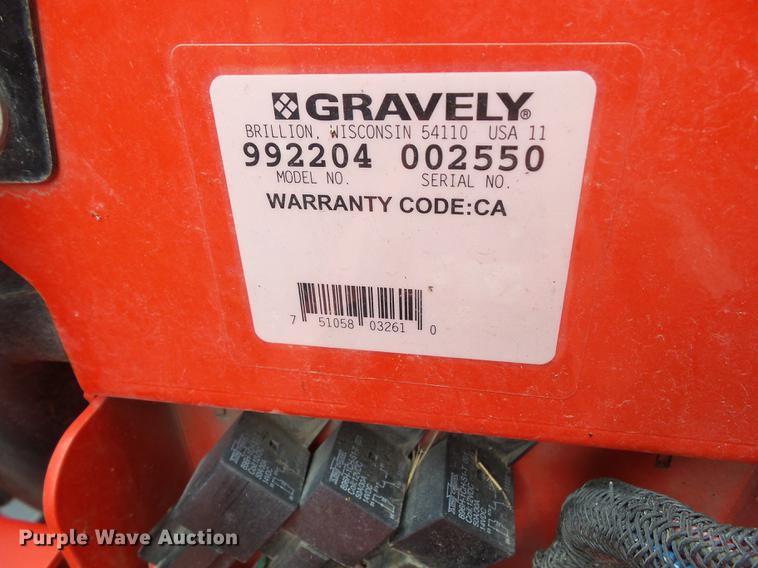 GRAVELY®
BRILLION, WISCONSIN 54110 USA 11
992204 002550
MODEL NO. SERIAL NO.
WARRANTY CODE:CA
7 51058 03261 0
Purple Wave Auction